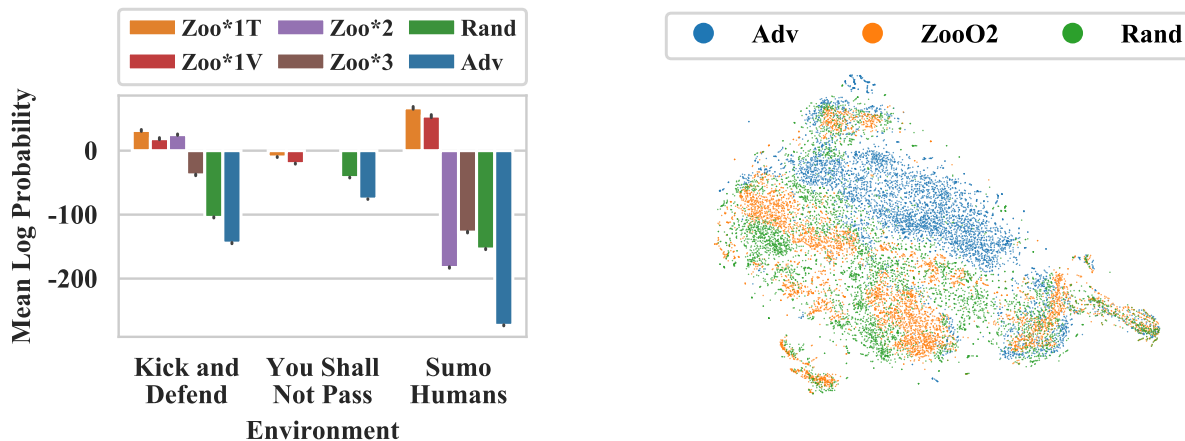 Zoo*1T Zoo*2 Rand
Zoo*1V Zoo*3 Adv
Mean Log Probability
0
-100
-200
Kick and Defend
You Shall Not Pass
Sumo Humans
Environment
Adv ZooO2 Rand